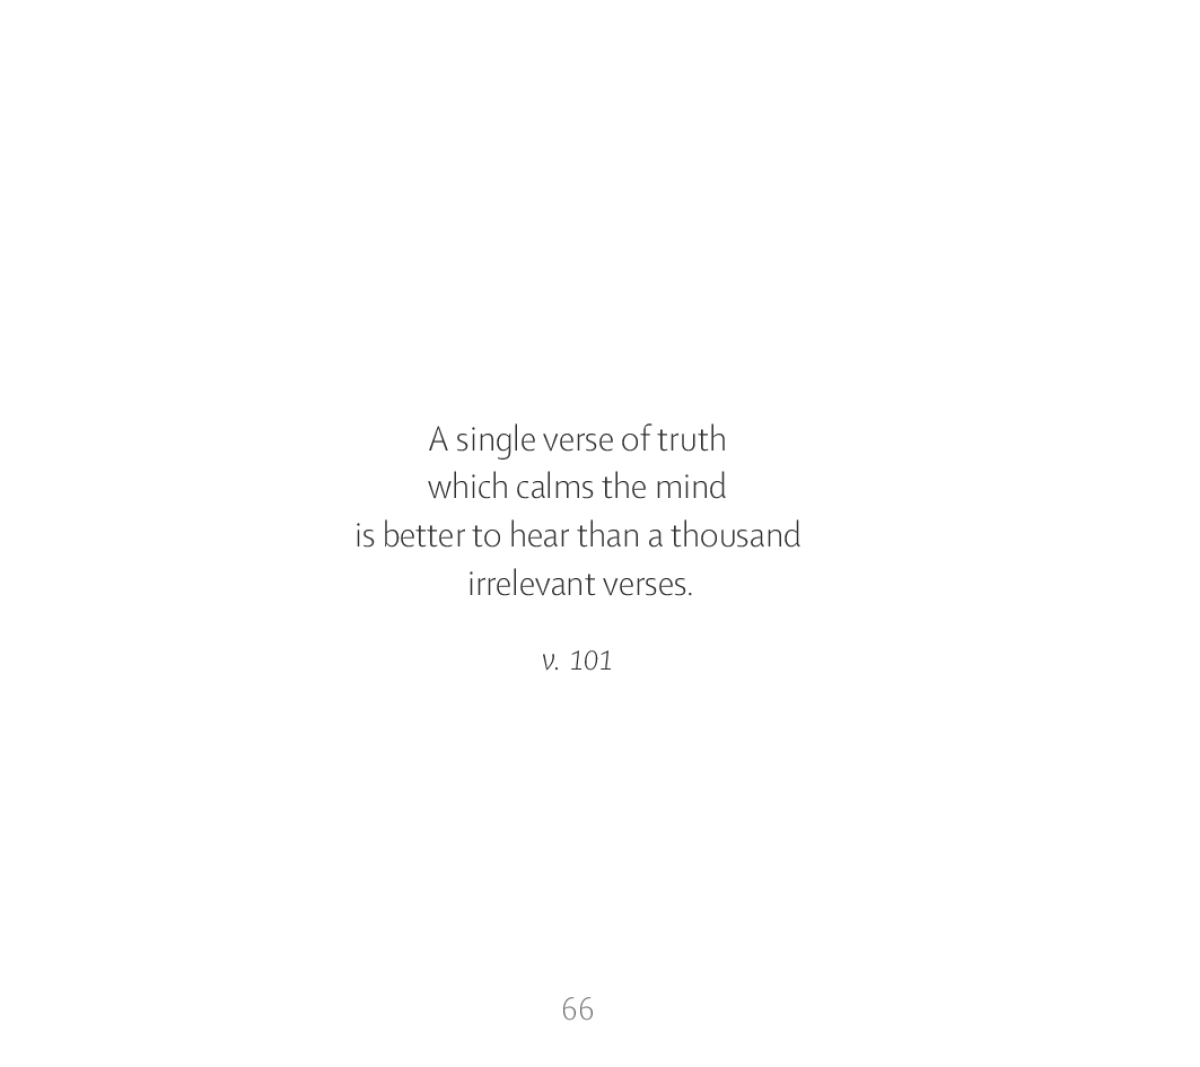 A single verse of truth
which calms the mind
is better to hear than a thousand
irrelevant verses.
v. 101
66